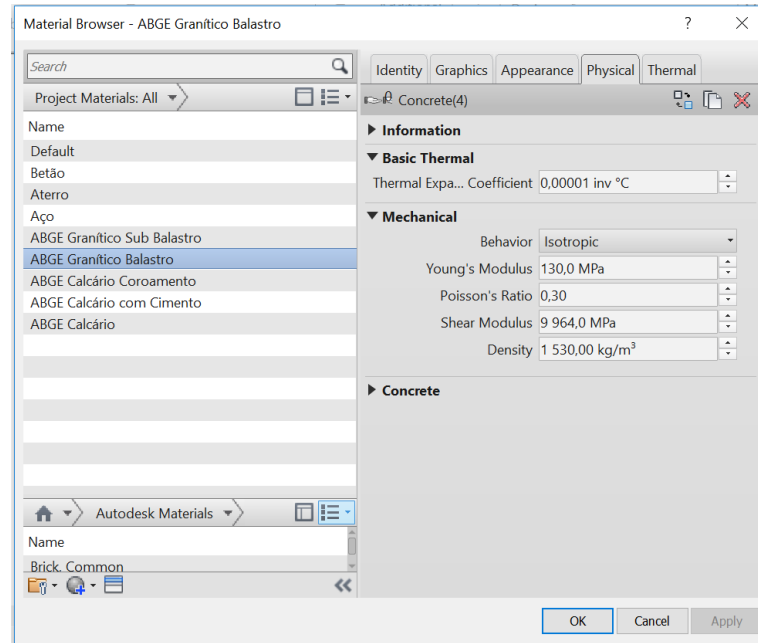 Material Browser - ABGE Granítico Balastro
?
Search
Project Materials: All
Name
Default
Betão
Aterro
Aço
ABGE Granítico Sub Balastro
ABGE Granítico Balastro
ABGE Calcário Coroamento
ABGE Calcário com Cimento
ABGE Calcário
Autodesk Materials
Name
Brick, Common
Identity Graphics Appearance Physical Thermal
Concrete(4)
Information
Basic Thermal
Thermal Expa... Coefficient 0,00001 inv °C
Mechanical
Behavior Isotropic
Young's Modulus 130,0 MPa
Poisson's Ratio 0,30
Shear Modulus 9 964,0 MPa
Density 1 530,00 kg/m³
Concrete
OK Cancel Apply